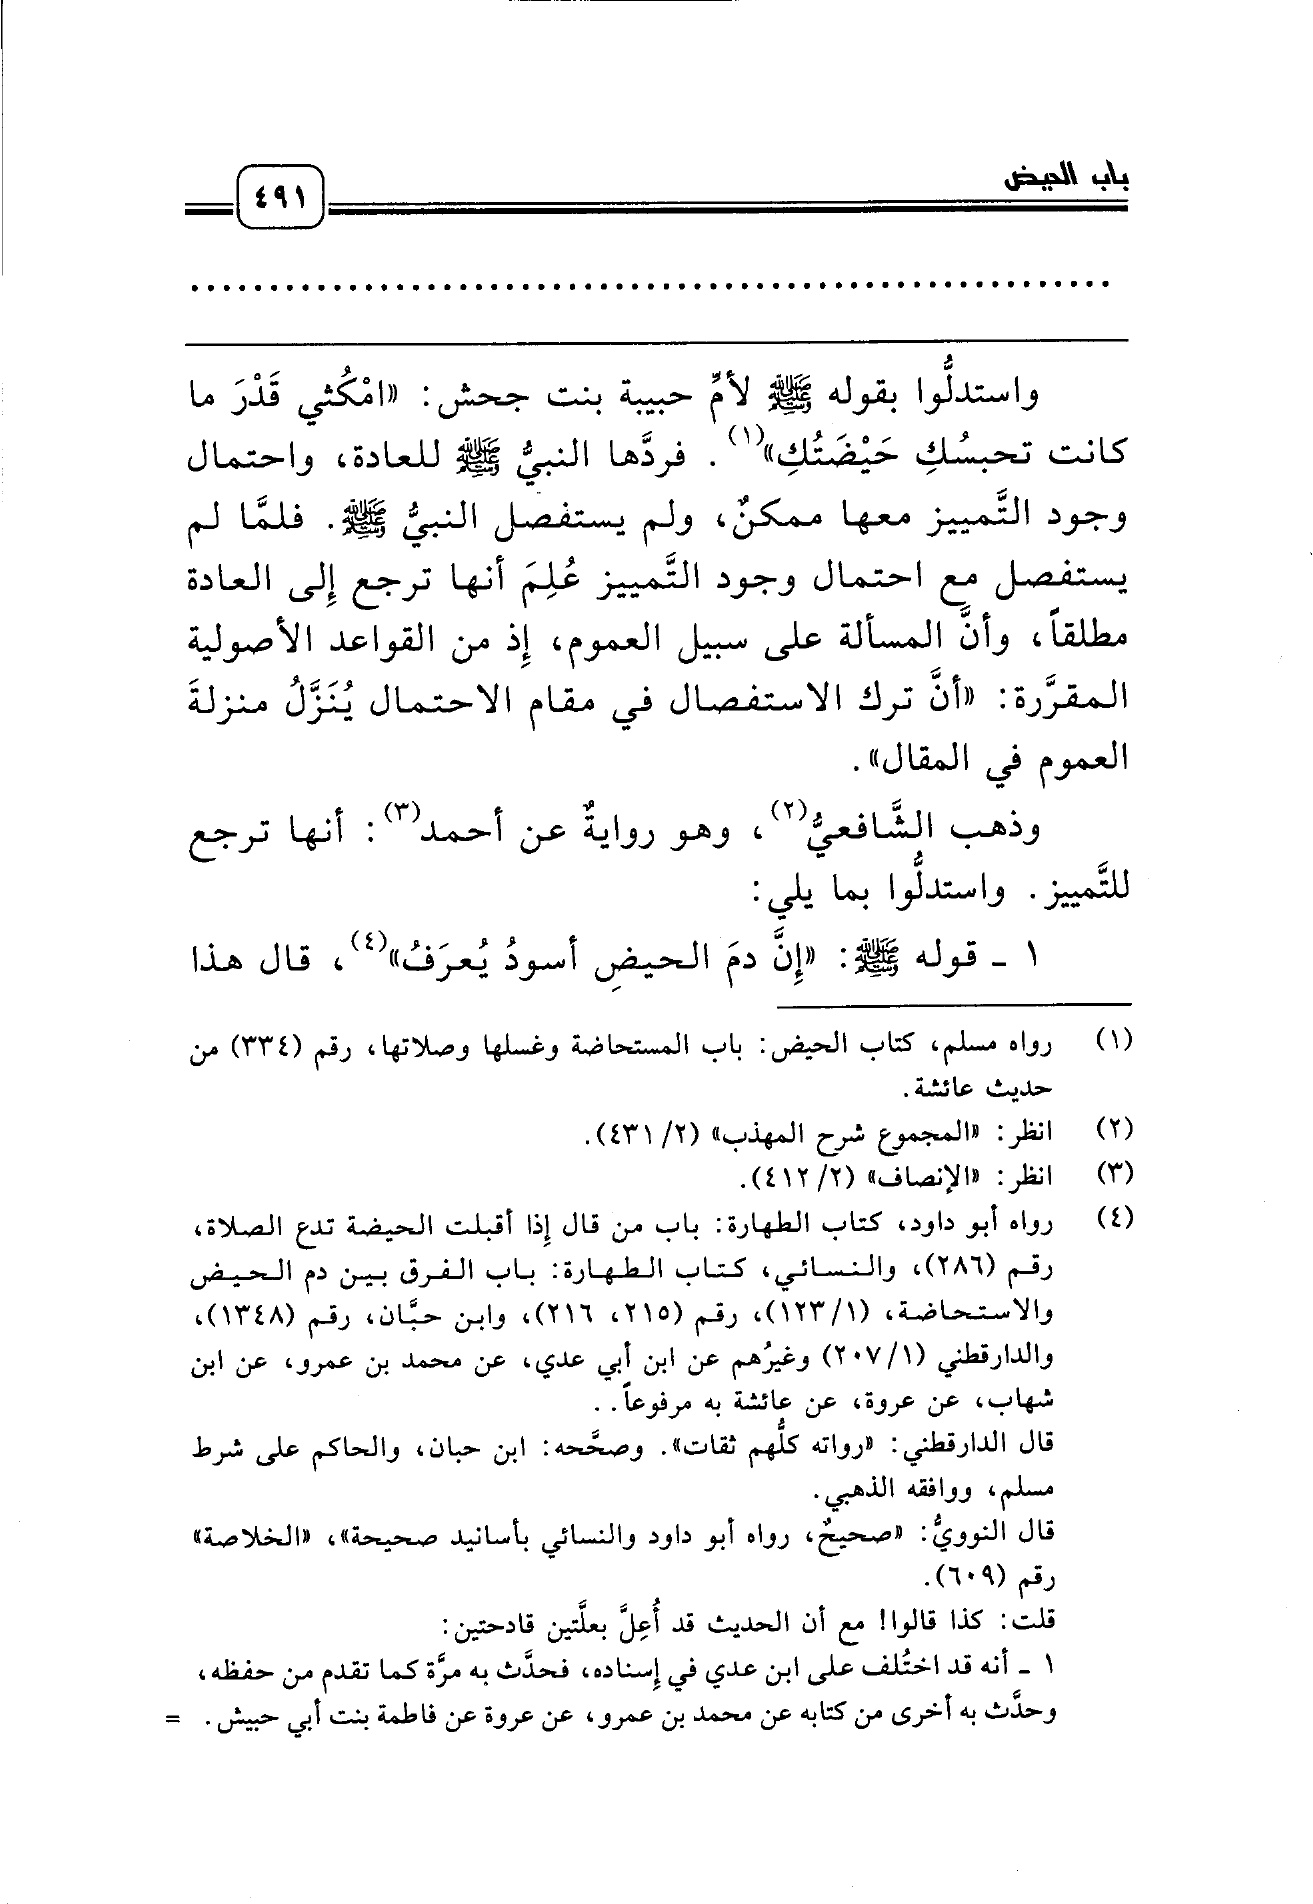 باب الحيض
٤٩١
واستدلُّوا بقوله ﷺ لأمِّ حبيبة بنت جحش: «امْكُثي قَدْرَ ما
كانت تحبسُكِ حَيْضَتُكِ»(١). فردَّها النبيُّ ﷺ للعادة، واحتمال
وجود التَّمييز معها ممكنٌ، ولم يستفصل النبيُّ ﷺ. فلمَّا لم
يستفصل مع احتمال وجود التَّمييز عُلِمَ أنها ترجع إلى العادة
مطلقاً، وأنَّ المسألة على سبيل العموم، إذ من القواعد الأصولية
المقرَّرة: «أنَّ ترك الاستفصال في مقام الاحتمال يُنَزَّلُ منزلةَ
العموم في المقال».
وذهب الشَّافعيُّ(٢)، وهو روايةٌ عن أحمد(٣): أنها ترجع
للتَّمييز. واستدلُّوا بما يلي:
١ ـ قوله ﷺ: «إنَّ دمَ الحيضِ أسودُ يُعرَفُ»(٤)، قال هذا
(١) رواه مسلم، كتاب الحيض: باب المستحاضة وغسلها وصلاتها، رقم (٣٣٤) من
حديث عائشة.
(٢) انظر: «المجموع شرح المهذب» (٢/ ٤٣١).
(٣) انظر: «الإنصاف» (٢/ ٤١٢).
(٤) رواه أبو داود، كتاب الطهارة: باب من قال إذا أقبلت الحيضة تدع الصلاة،
رقم (٢٨٦)، والنسائي، كتاب الطهارة: باب الفرق بين دم الحيض
والاستحاضة، (١/ ١٢٣)، رقم (٢١٥، ٢١٦)، وابن حبَّان، رقم (١٣٤٨)،
والدارقطني (١/ ٢٠٧) وغيرُهم عن ابن أبي عدي، عن محمد بن عمرو، عن ابن
شهاب، عن عروة، عن عائشة به مرفوعاً. .
قال الدارقطني: «رواته كلُّهم ثقات». وصحَّحه: ابن حبان، والحاكم على شرط
مسلم، ووافقه الذهبي.
قال النوويُّ: «صحيحٌ، رواه أبو داود والنسائي بأسانيد صحيحة»، «الخلاصة»
رقم (٦٠٩).
قلت: كذا قالوا! مع أن الحديث قد أُعِلَّ بعلَّتين قادحتين:
١ ـ أنه قد اختُلف على ابن عدي في إسناده، فحدَّث به مرَّة كما تقدم من حفظه،
وحدَّث به أخرى من كتابه عن محمد بن عمرو، عن عروة عن فاطمة بنت أبي حبيش. =